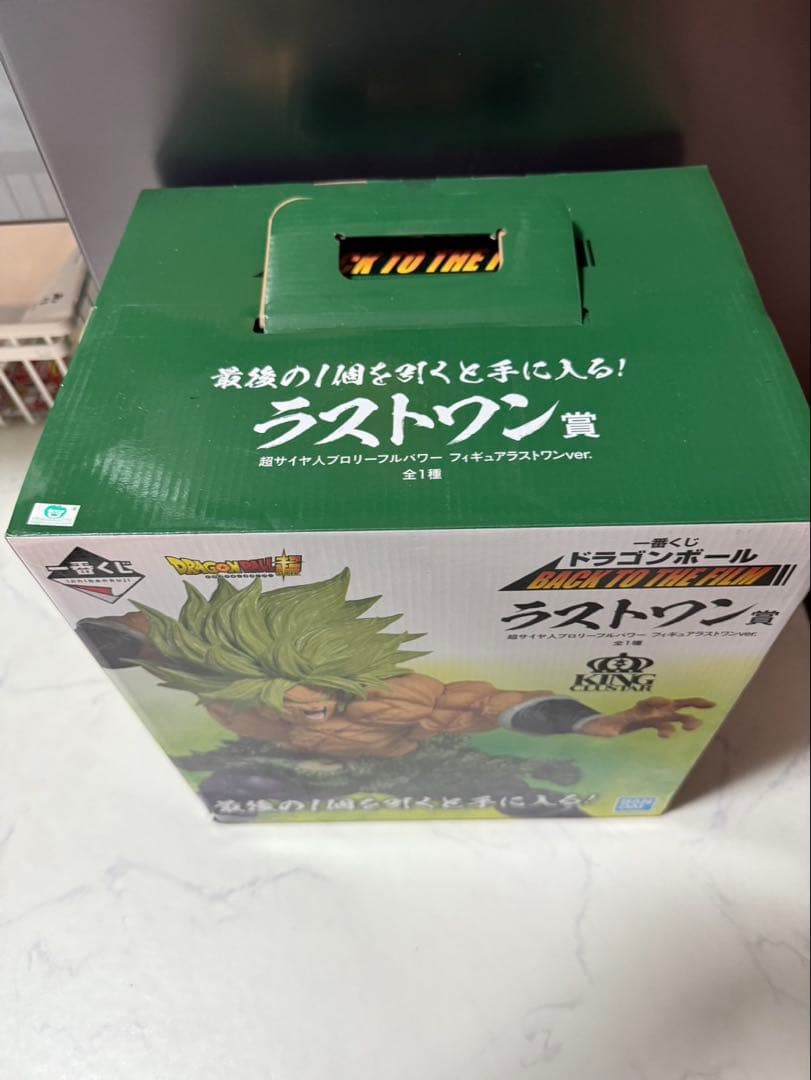 CK TO THE F
最後の1個を引くと手に入る!
ラストワン賞
超サイヤ人ブロリーフルパワー フィギュアラストワンver.
全1種
一番くじ
ichibankuji
DRAGONBALL超
一番くじ
ドラゴンボール
BACK TO THE FILM
ラストワン賞
超サイヤ人ブロリーフルパワー フィギュアラストワンver.
全1種
KING
CLUSTAR
最後の1個を引くと手に入る!
BAN
DAI